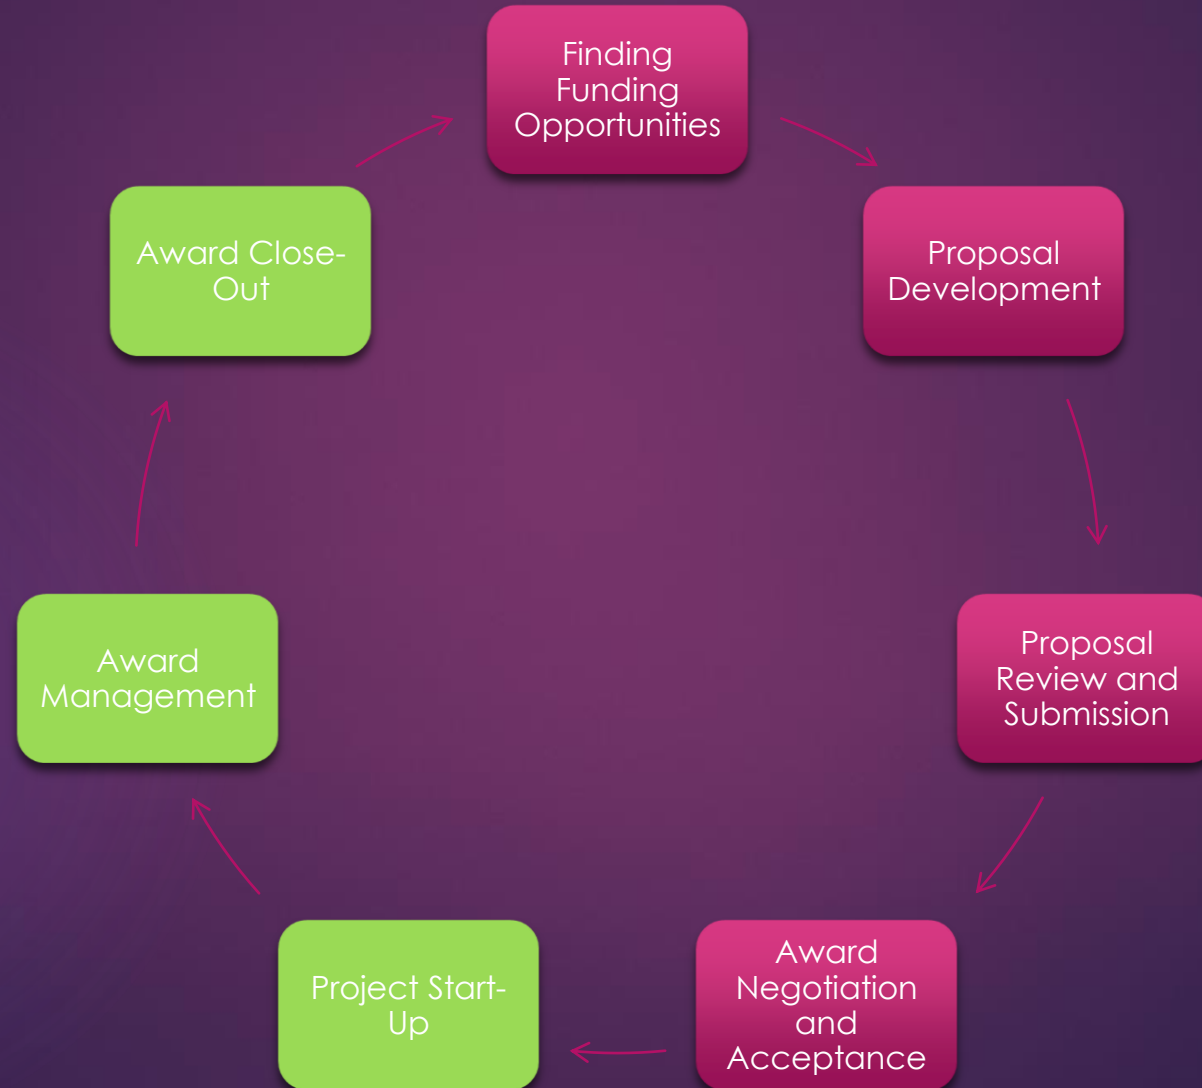 Finding
Funding
Opportunities
Proposal
Development
Proposal
Review and
Submission
Award
Negotiation
and
Acceptance
Project Start-
Up
Award
Management
Award Close-
Out